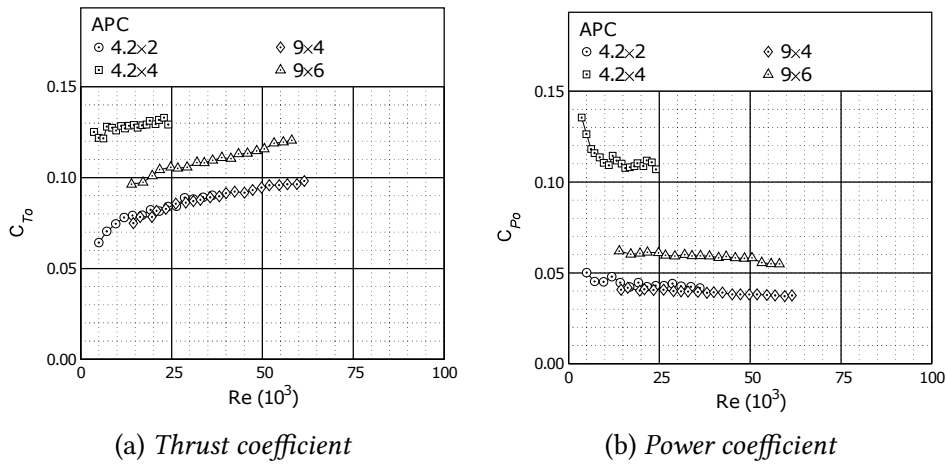 APC
4.2×2 9×4
4.2×4 9×6
0.15
0.10
0.05
0.00
C_To
0 25 50 75 100
Re (10³)
(a) Thrust coefficient
APC
4.2×2 9×4
4.2×4 9×6
0.15
0.10
0.05
0.00
C_Po
0 25 50 75 100
Re (10³)
(b) Power coefficient